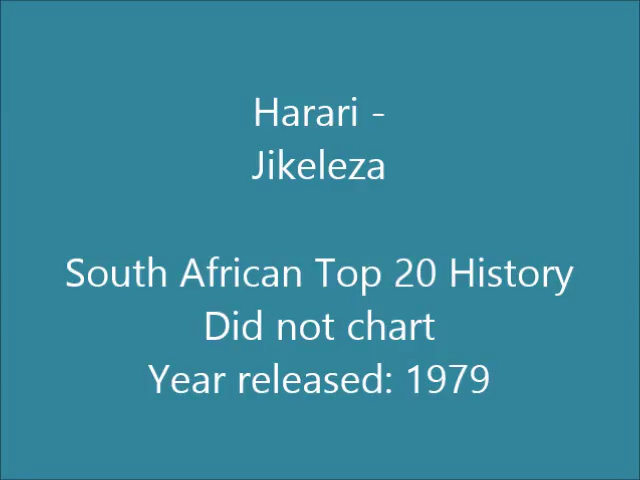 Harari -
Jikeleza
South African Top 20 History
Did not chart
Year released: 1979